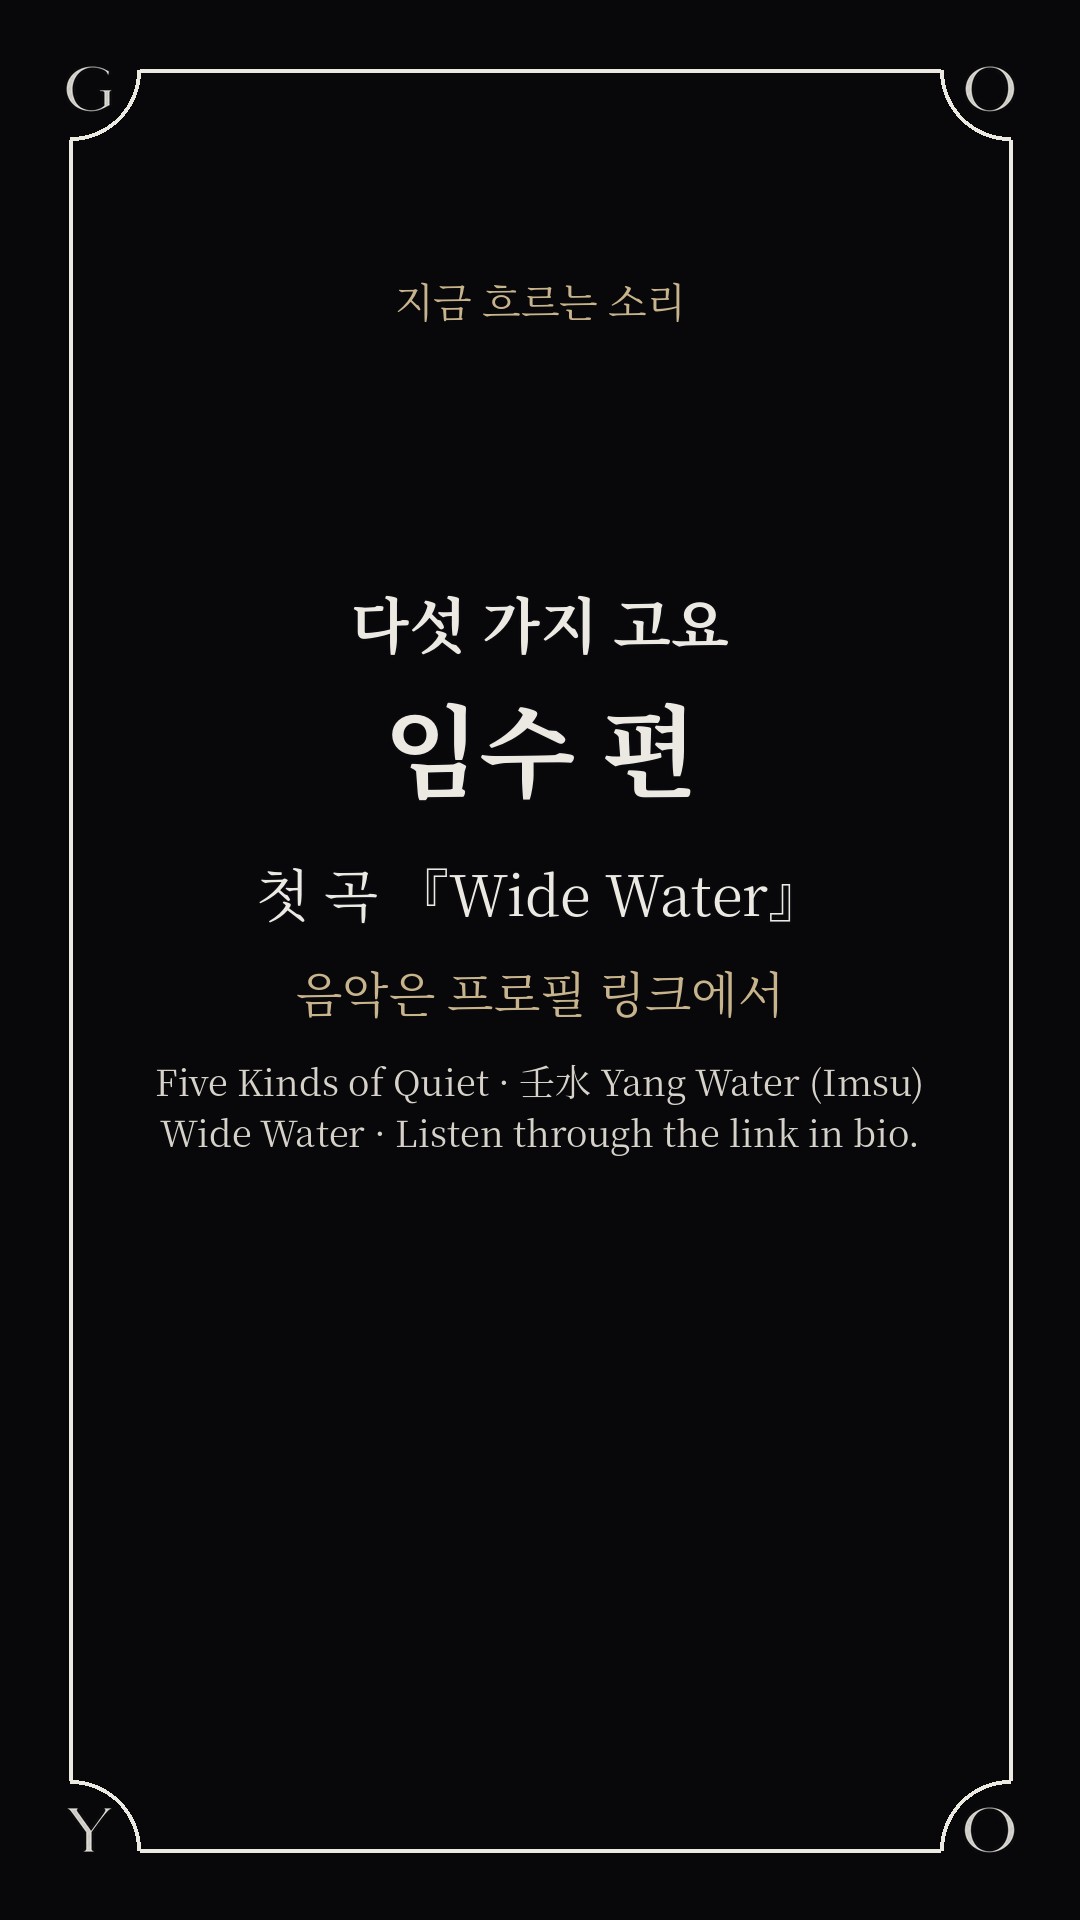 G O
지금 흐르는 소리
다섯 가지 고요
임수 편
첫 곡 『Wide Water』
음악은 프로필 링크에서
Five Kinds of Quiet · 壬水 Yang Water (Imsu)
Wide Water · Listen through the link in bio.
Y O